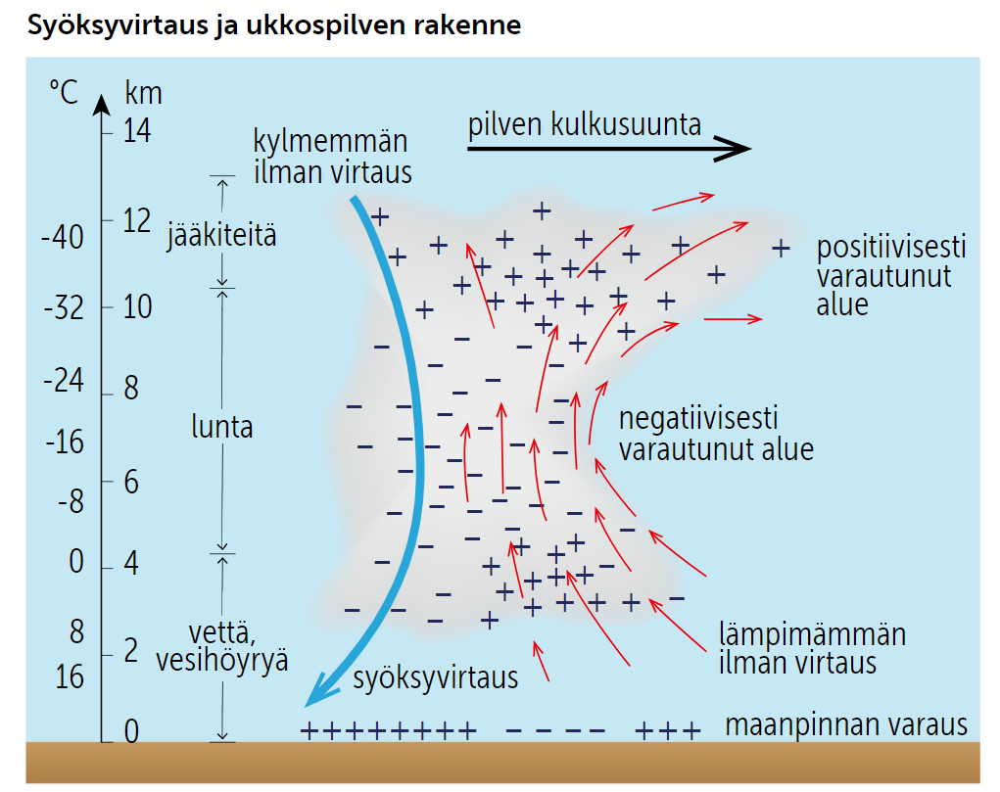 Syöksyvirtaus ja ukkospilven rakenne
°C
km
14
12
10
8
6
4
2
0
-40
-32
-24
-16
-8
0
8
16
jääkiteitä
lunta
vettä,
vesihöyryä
kylmemmän
ilman virtaus
pilven kulkusuunta
positiivisesti
varautunut
alue
negatiivisesti
varautunut alue
lämpimämmän
ilman virtaus
syöksyvirtaus
++++++++ − − − − +++ maanpinnan varaus